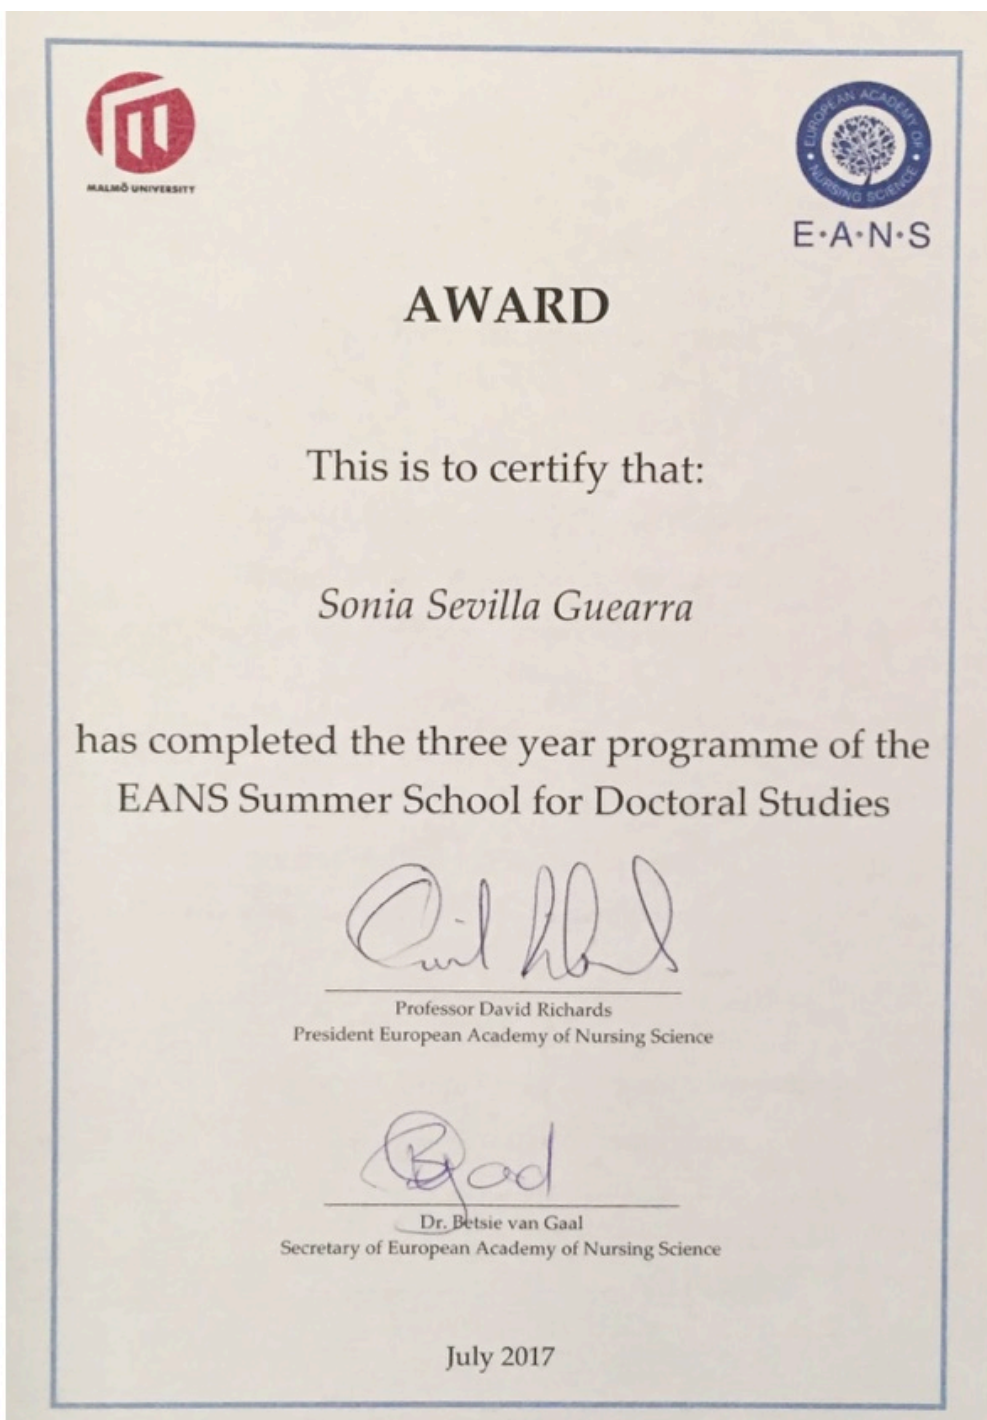 MALMÖ UNIVERSITY
EUROPEAN ACADEMY OF
NURSING SCIENCE
E·A·N·S
AWARD
This is to certify that:
Sonia Sevilla Guearra
has completed the three year programme of the
EANS Summer School for Doctoral Studies
Professor David Richards
President European Academy of Nursing Science
Dr. Betsie van Gaal
Secretary of European Academy of Nursing Science
July 2017